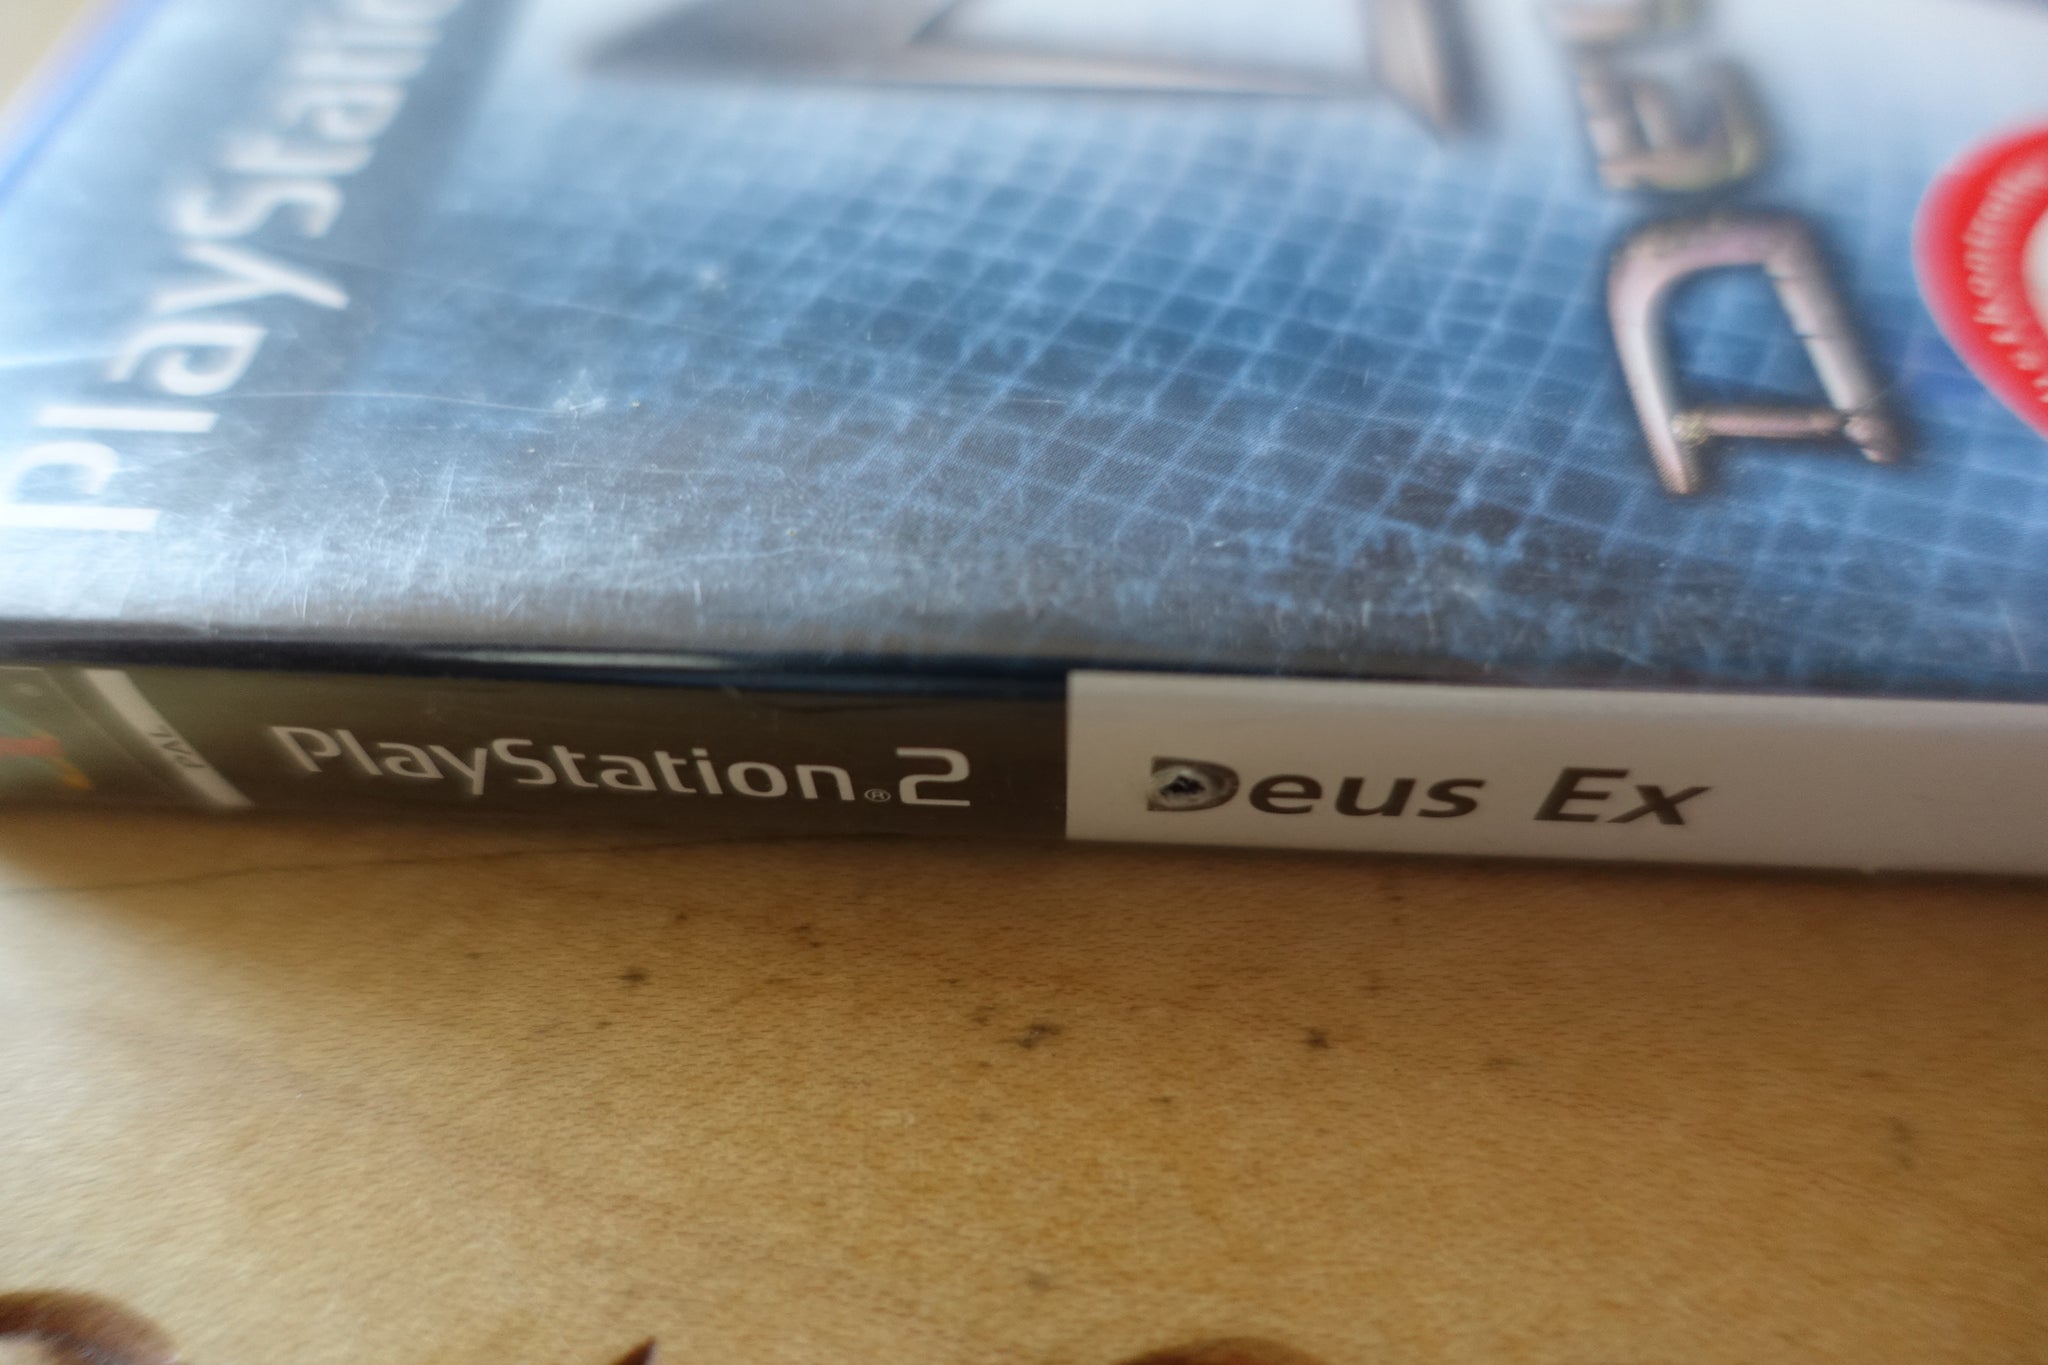 PlayStation
PAL
PlayStation®2
Deus Ex